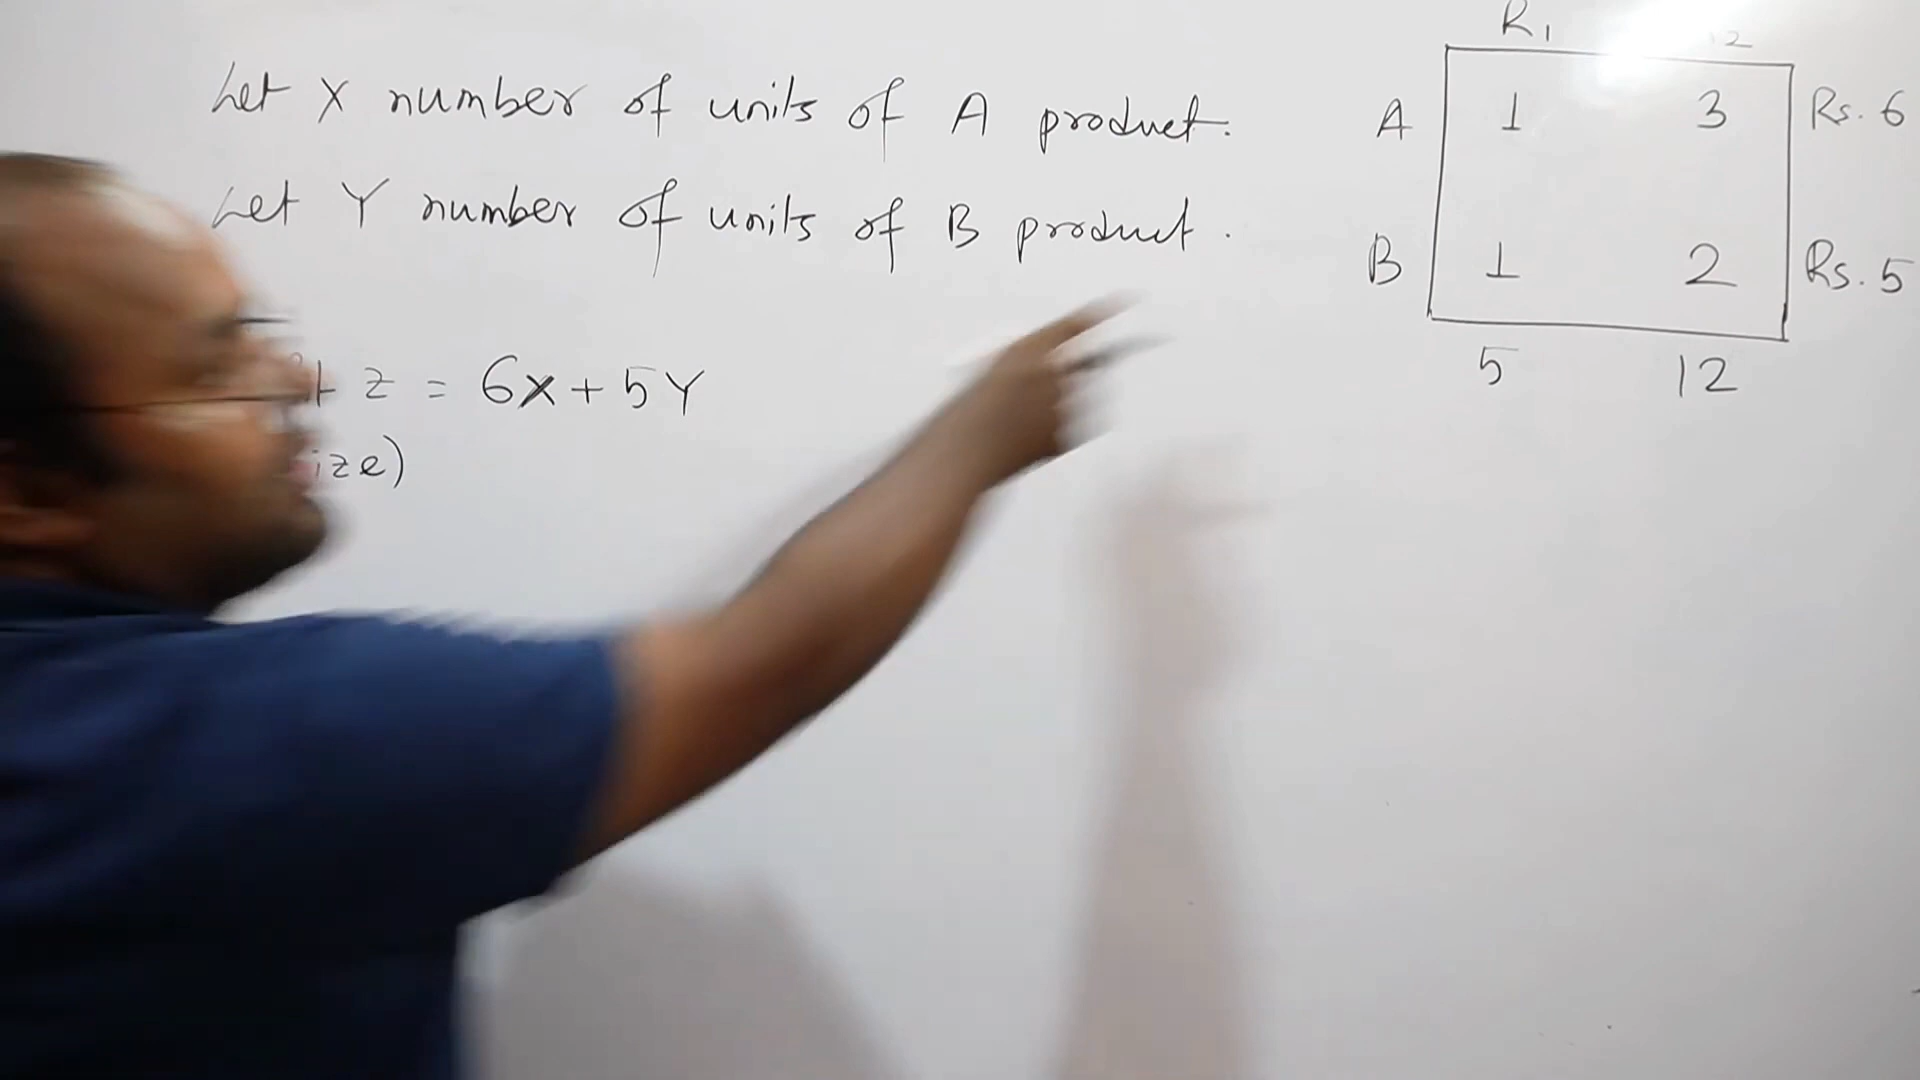 Let X number of units of A product.
Let Y number of units of B product.
z = 6X + 5Y
ize)
R1
A 1 3 Rs. 6
B 1 2 Rs. 5
5 12